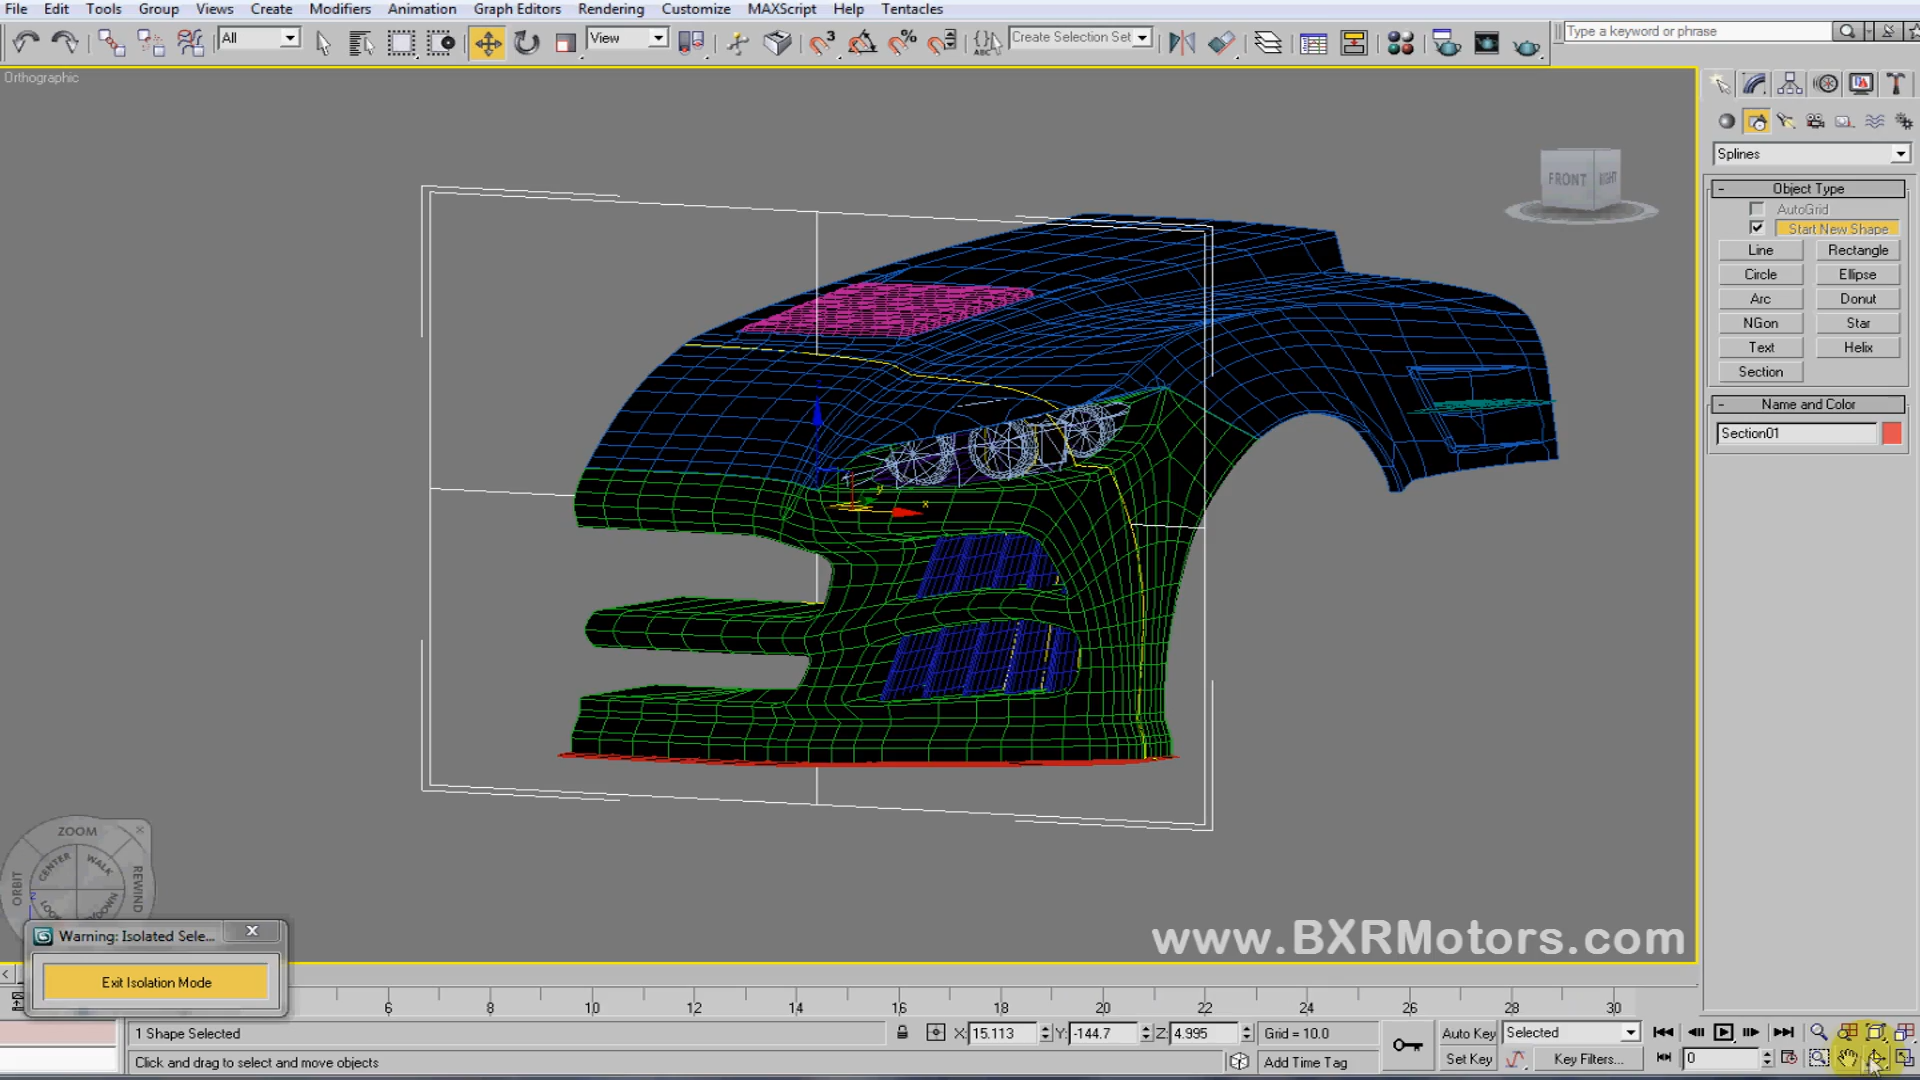 File Edit Tools Group Views Create Modifiers Animation Graph Editors Rendering Customize MAXScript Help Tentacles
All
View
Create Selection Set
Type a keyword or phrase
Orthographic
FRONT RIGHT
Splines
- Object Type
AutoGrid
Start New Shape
Line Rectangle
Circle Ellipse
Arc Donut
NGon Star
Text Helix
Section
- Name and Color
Section01
x
y
ZOOM
ORBIT
CENTER
WALK
REWIND
Warning: Isolated Sele...
Exit Isolation Mode
www.BXRMotors.com
6 8 10 12 14 16 18 20 22 24 26 28 30
1 Shape Selected
X: 15.113 Y: -144.7 Z: 4.995
Grid = 10.0
Auto Key
Selected
Click and drag to select and move objects
Add Time Tag
Set Key
Key Filters...
0